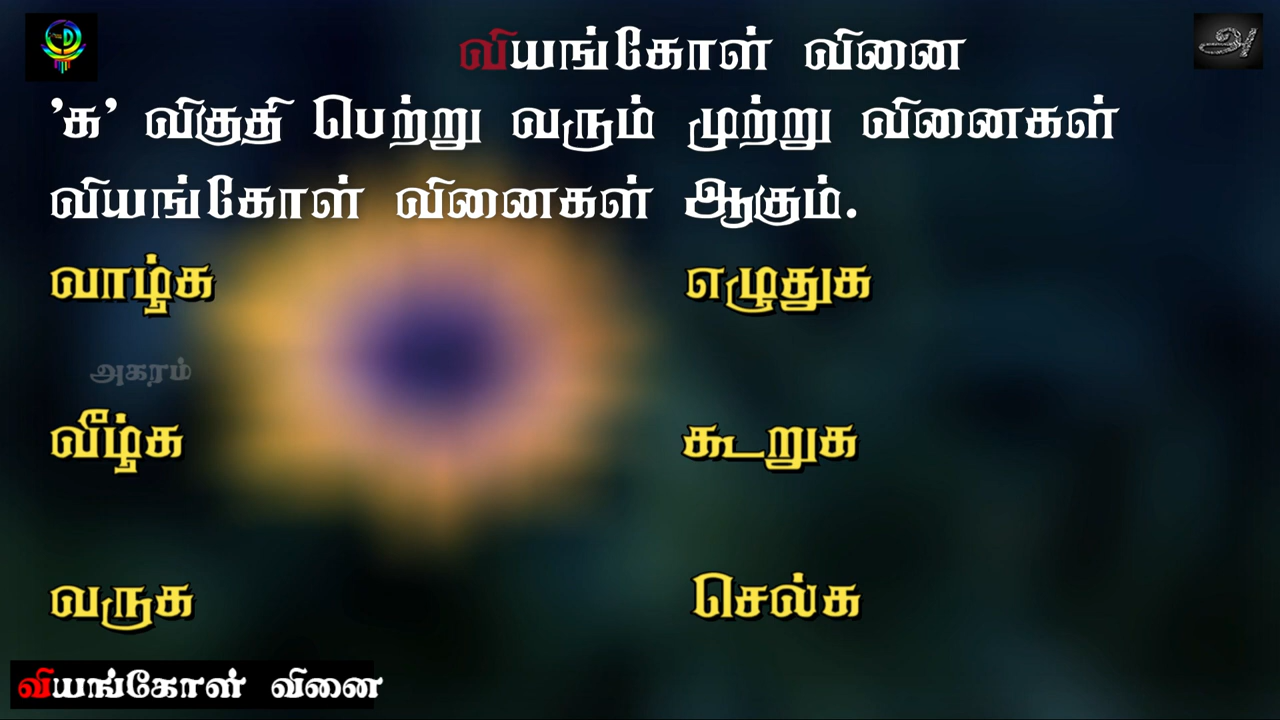 வியங்கோள் வினை
'க' விகுதி பெற்று வரும் முற்று வினைகள்
வியங்கோள் வினைகள் ஆகும்.
வாழ்க எழுதுக
அகரம்
வீழ்க கூறுக
வருக செல்க
வியங்கோள் வினை
அ